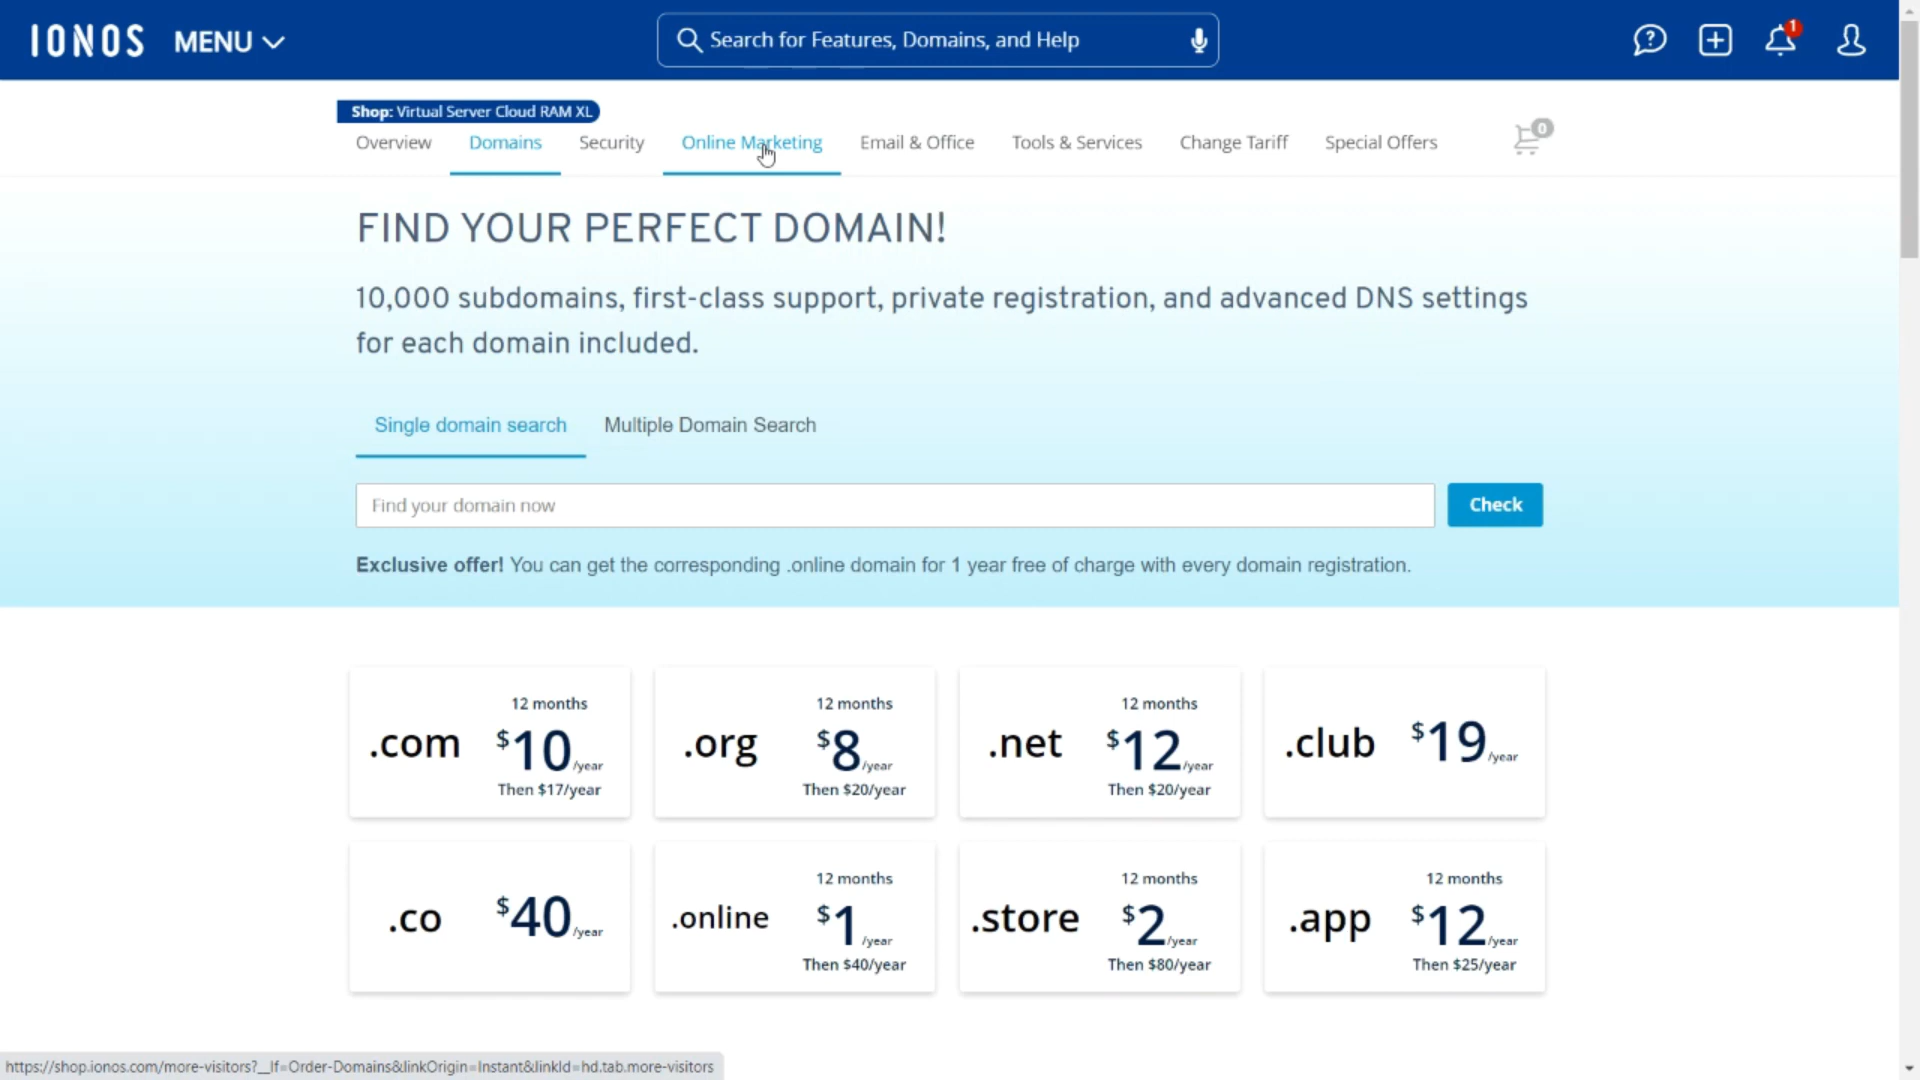 IONOS MENU Search for Features, Domains, and Help 1
Shop: Virtual Server Cloud RAM XL
Overview Domains Security Online Marketing Email & Office Tools & Services Change Tariff Special Offers 0
FIND YOUR PERFECT DOMAIN!
10,000 subdomains, first-class support, private registration, and advanced DNS settings
for each domain included.
Single domain search Multiple Domain Search
Find your domain now Check
Exclusive offer! You can get the corresponding .online domain for 1 year free of charge with every domain registration.
.com 12 months $10/year Then $17/year
.org 12 months $8/year Then $20/year
.net 12 months $12/year Then $20/year
.club $19/year
.co $40/year
.online 12 months $1/year Then $40/year
.store 12 months $2/year Then $80/year
.app 12 months $12/year Then $25/year
https://shop.ionos.com/more-visitors?__lf=Order-Domains&linkOrigin=Instant&linkId=hd.tab.more-visitors